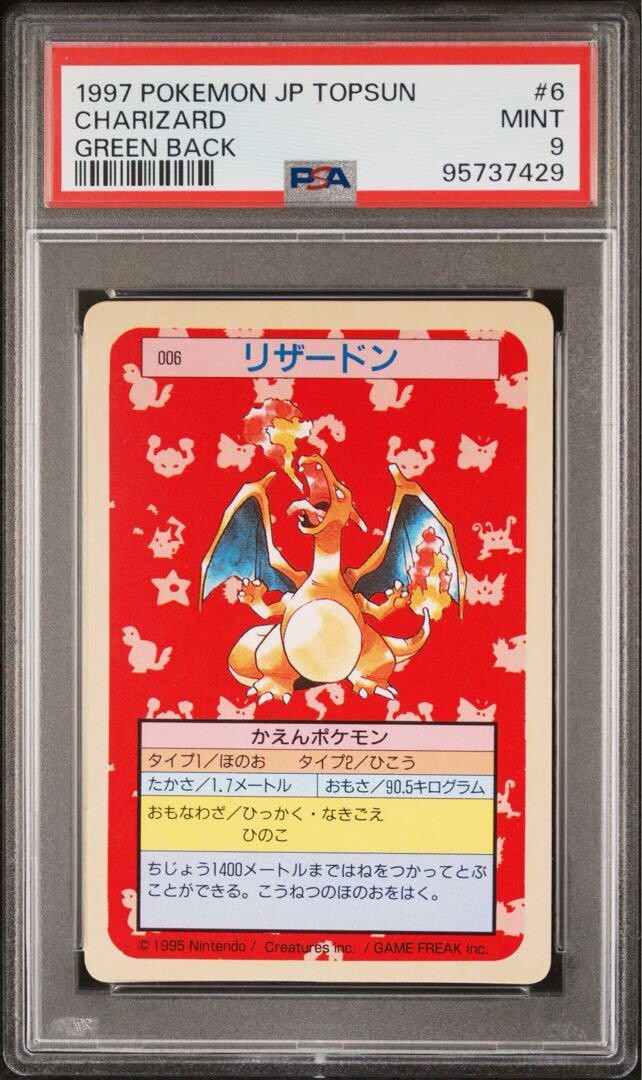 1997 POKEMON JP TOPSUN #6
CHARIZARD MINT
GREEN BACK 9
PSA 95737429
006 リザードン
かえんポケモン
タイプ1/ほのお タイプ2/ひこう
たかさ/1.7メートル おもさ/90.5キログラム
おもなわざ/ひっかく・なきごえ
ひのこ
ちじょう1400メートルまではねをつかってとぶ
ことができる。こうねつのほのおをはく。
© 1995 Nintendo / Creatures inc. / GAME FREAK inc.